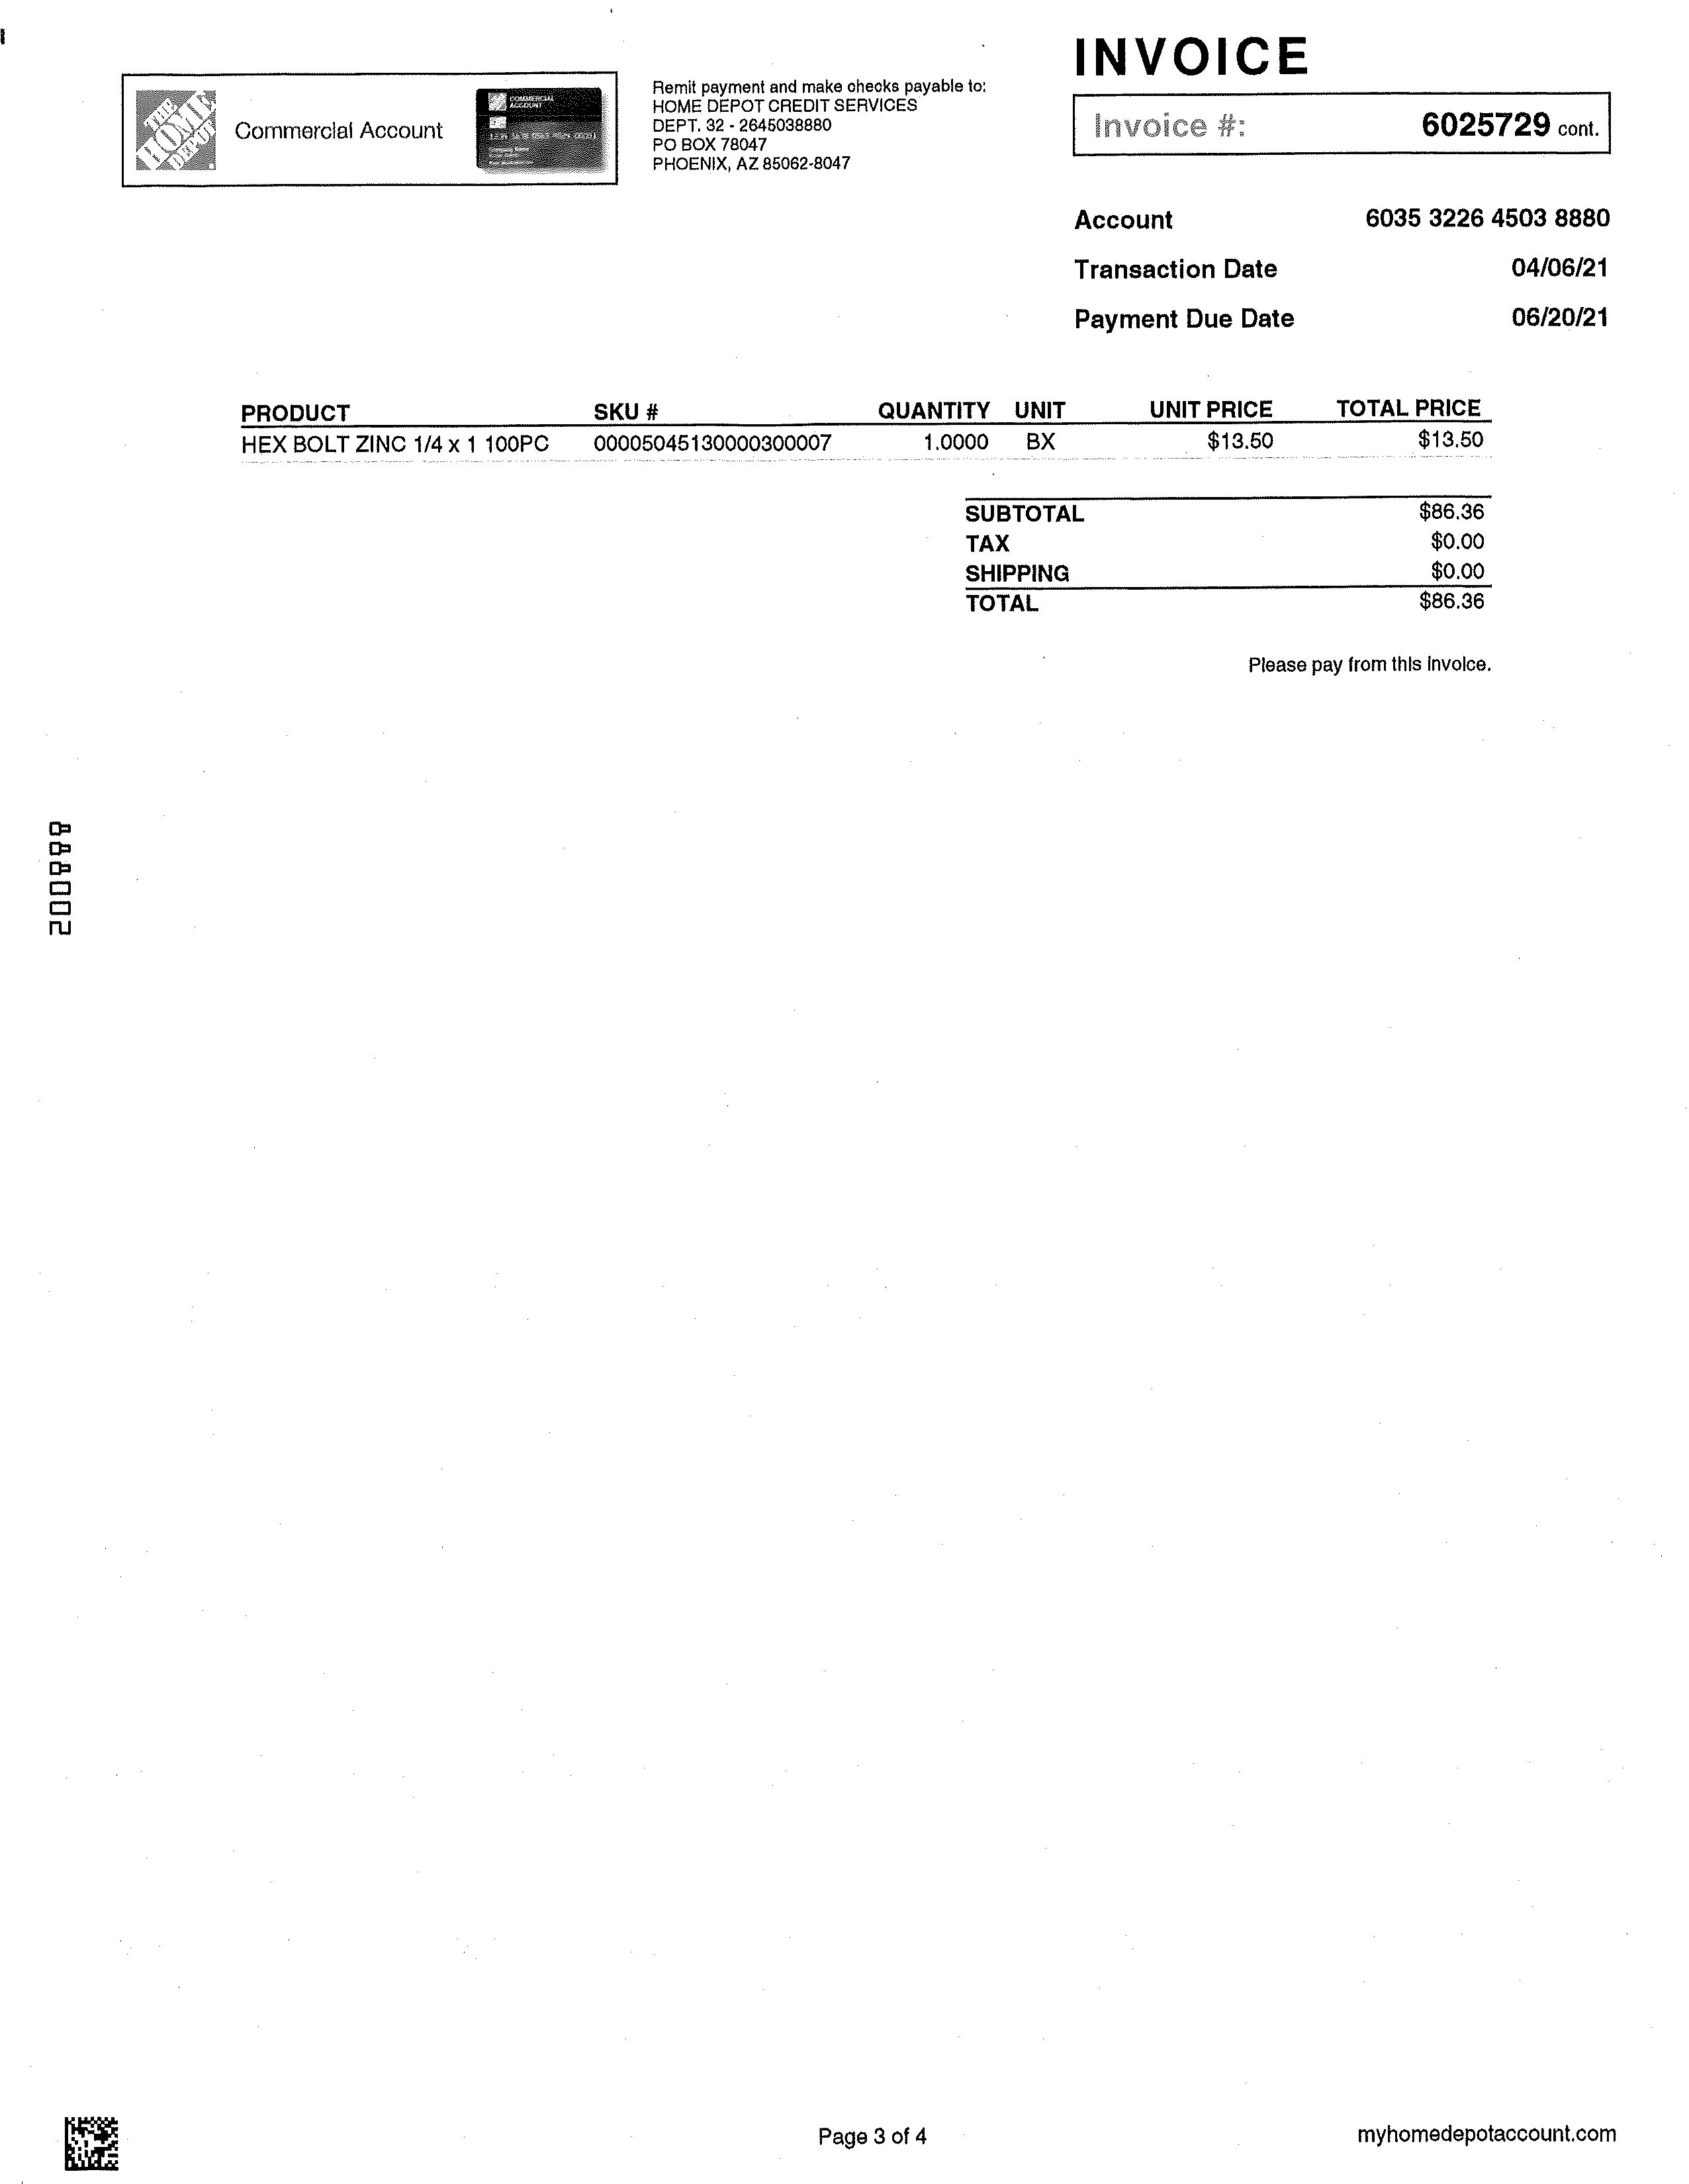 INVOICE
THE HOME DEPOT
Commercial Account
COMMERCIAL ACCOUNT
Remit payment and make checks payable to:
HOME DEPOT CREDIT SERVICES
DEPT. 32 - 2645038880
PO BOX 78047
PHOENIX, AZ 85062-8047
Invoice #: 6025729 cont.
Account 6035 3226 4503 8880
Transaction Date 04/06/21
Payment Due Date 06/20/21
PRODUCT SKU # QUANTITY UNIT UNIT PRICE TOTAL PRICE
HEX BOLT ZINC 1/4 x 1 100PC 00005045130000300007 1.0000 BX $13.50 $13.50
SUBTOTAL $86.36
TAX $0.00
SHIPPING $0.00
TOTAL $86.36
Please pay from this invoice.
Page 3 of 4
myhomedepotaccount.com